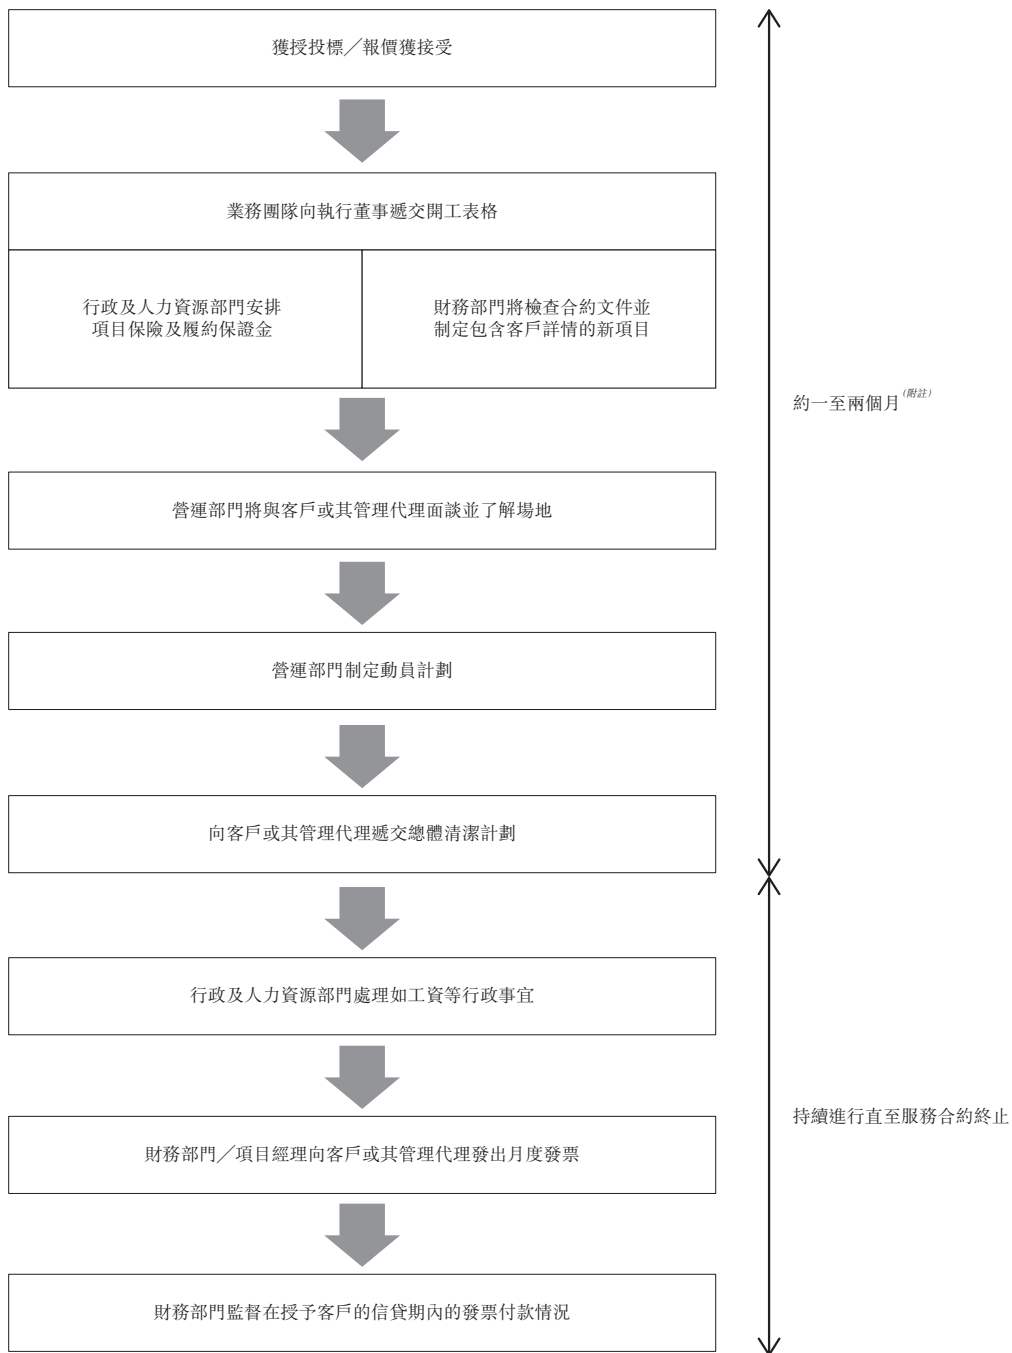 獲授投標╱報價獲接受
業務團隊向執行董事遞交開工表格
行政及人力資源部門安排
項目保險及履約保證金
財務部門將檢查合約文件並
制定包含客戶詳情的新項目
約一至兩個月(附註)
營運部門將與客戶或其管理代理面談並了解場地
營運部門制定動員計劃
向客戶或其管理代理遞交總體清潔計劃
行政及人力資源部門處理如工資等行政事宜
持續進行直至服務合約終止
財務部門╱項目經理向客戶或其管理代理發出月度發票
財務部門監督在授予客戶的信貸期內的發票付款情況